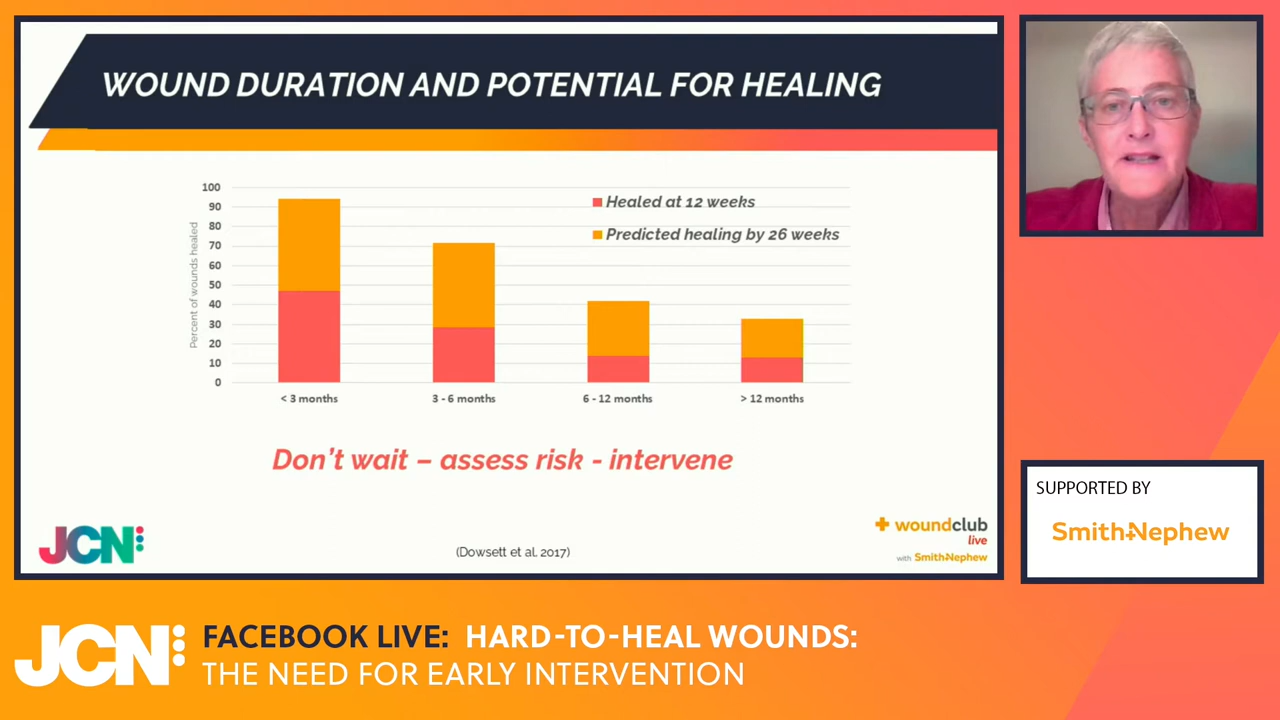 WOUND DURATION AND POTENTIAL FOR HEALING
Percent of wounds healed
100
90
80
70
60
50
40
30
20
10
0
Healed at 12 weeks
Predicted healing by 26 weeks
< 3 months
3 - 6 months
6 - 12 months
> 12 months
Don't wait – assess risk - intervene
JCN
(Dowsett et al, 2017)
woundclub
live
with Smith+Nephew
SUPPORTED BY
Smith+Nephew
JCN
FACEBOOK LIVE: HARD-TO-HEAL WOUNDS:
THE NEED FOR EARLY INTERVENTION